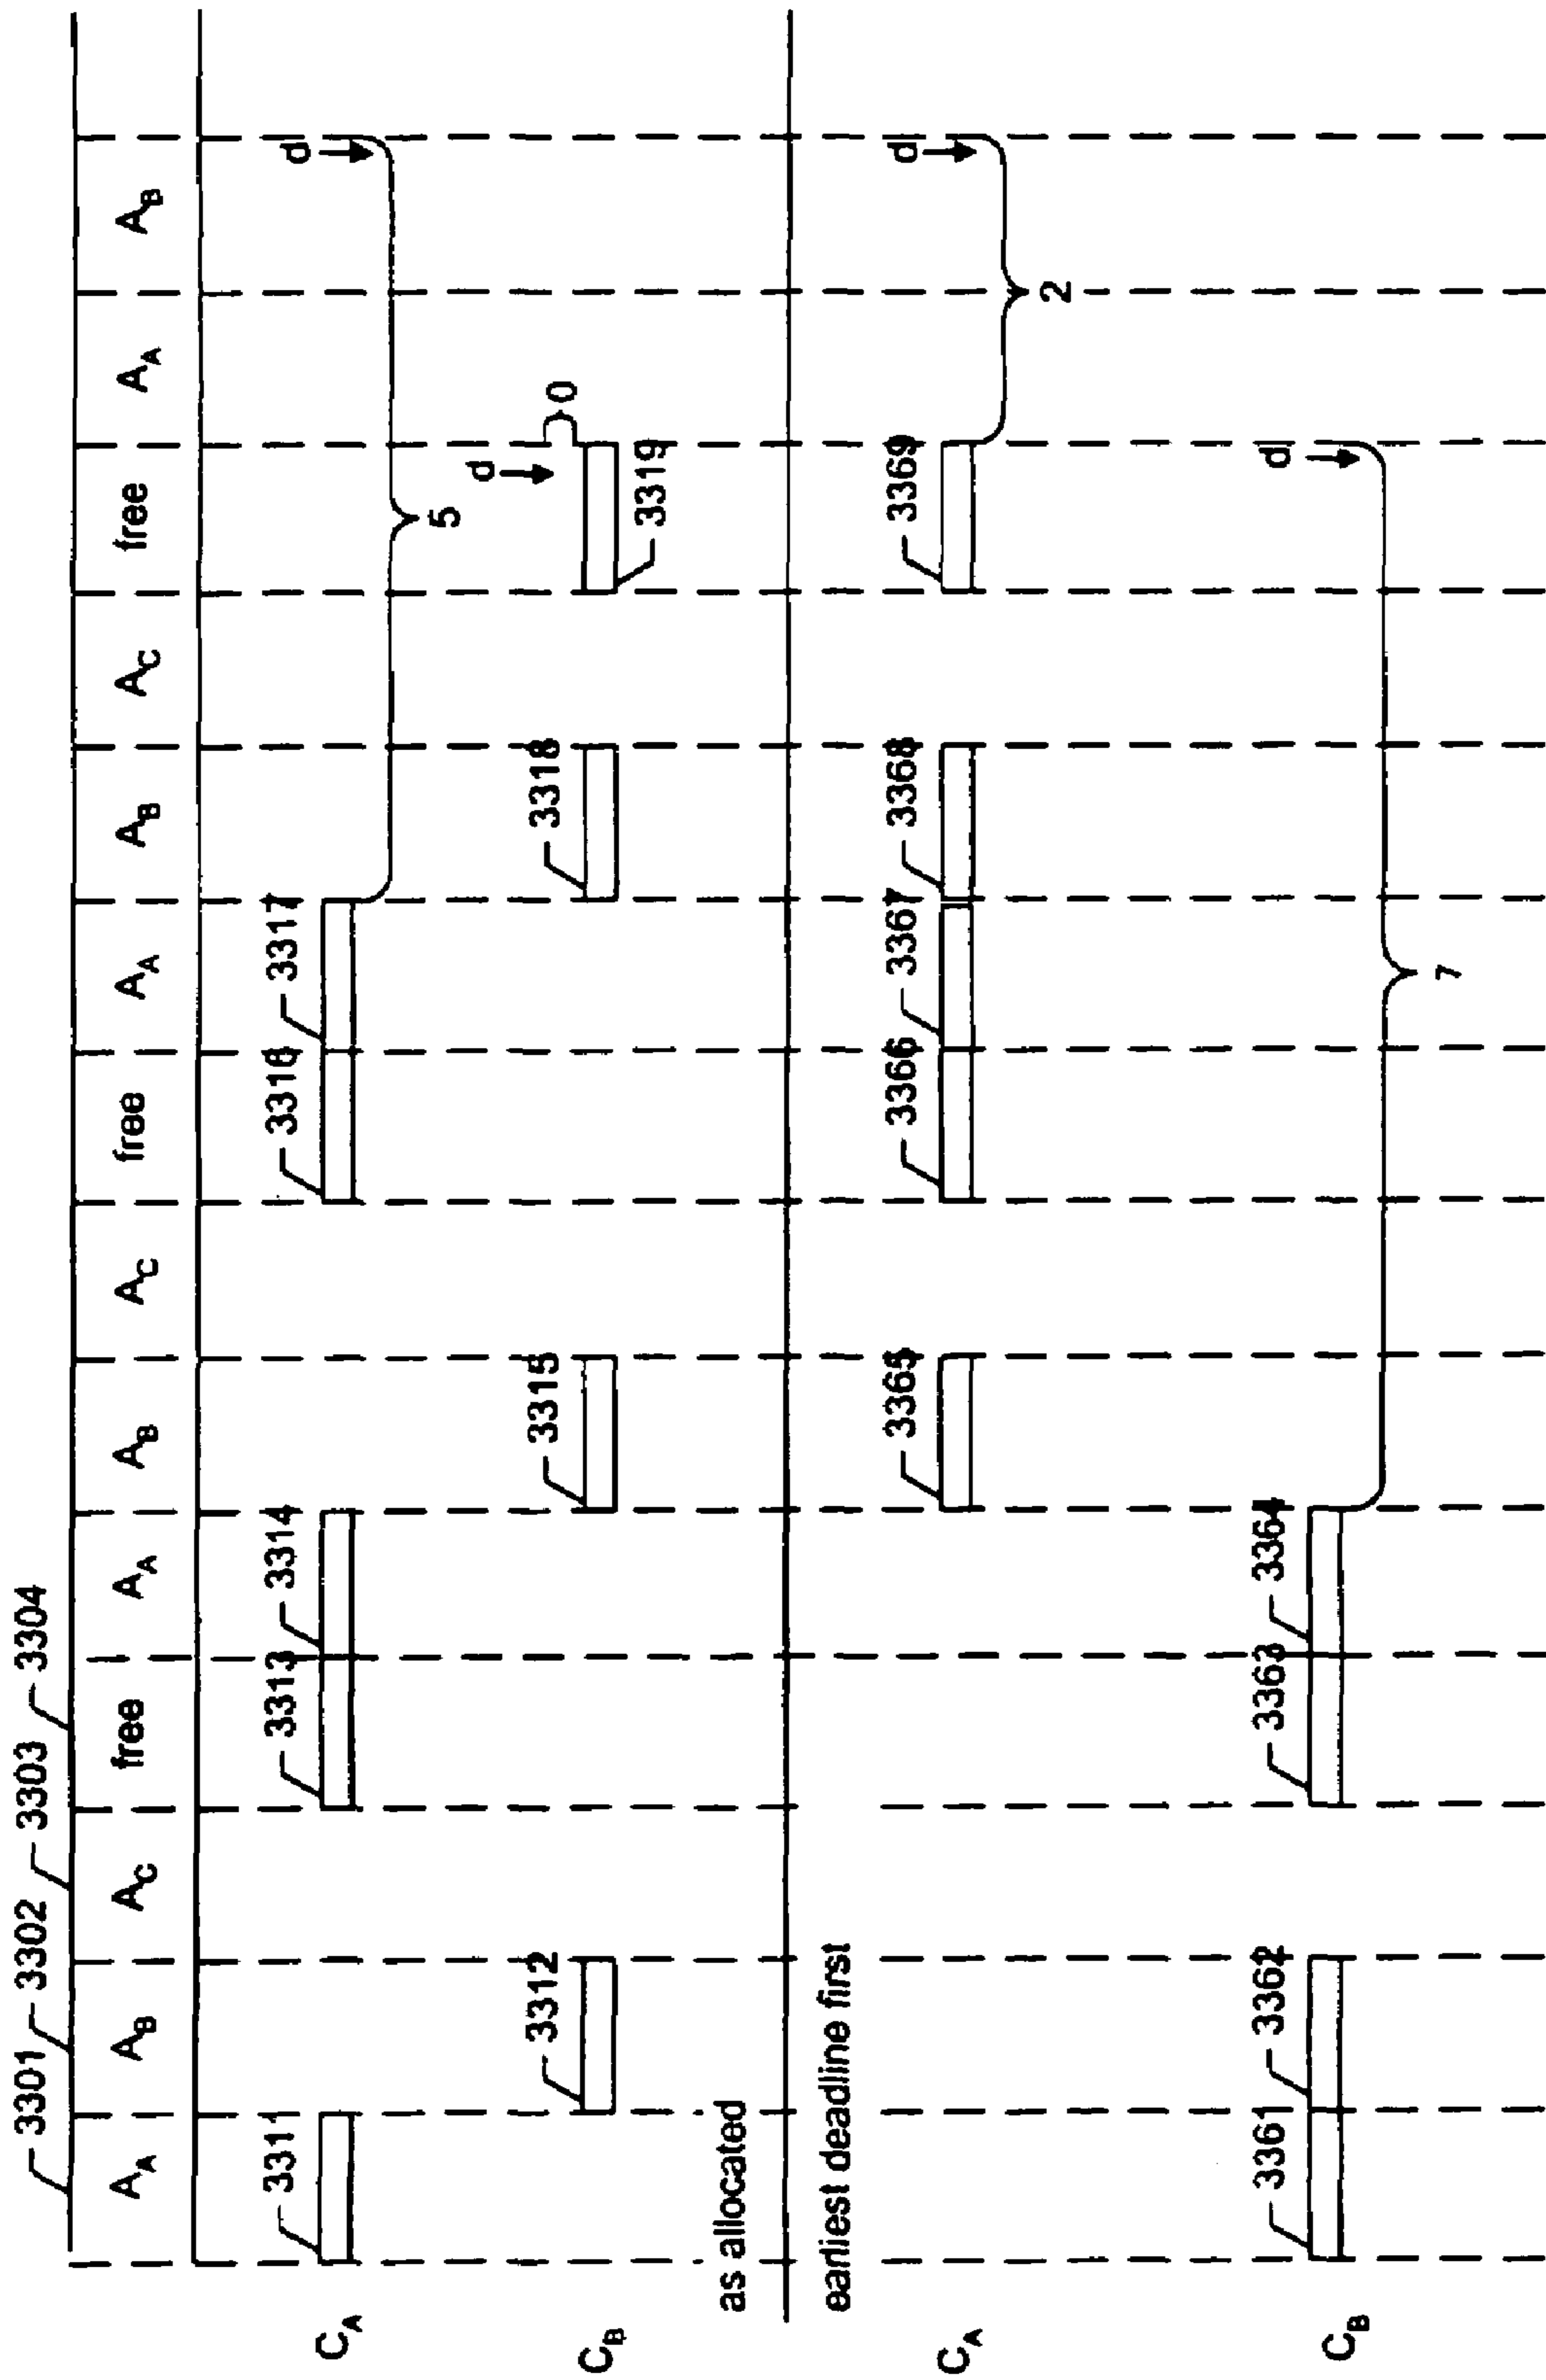 3301 3302 3303 3304
A_A A_B A_C free A_A A_B A_C free A_A A_B A_C free A_A A_B
C_A
3311 3313 3314 3316 3317 d
5
C_B
3312 3315 3318 d 0
3319
as allocated
earliest deadline first
C_A
3365 3366 3367 3368 3369 d
2
C_B
3361 3362 3363 3364 d
7